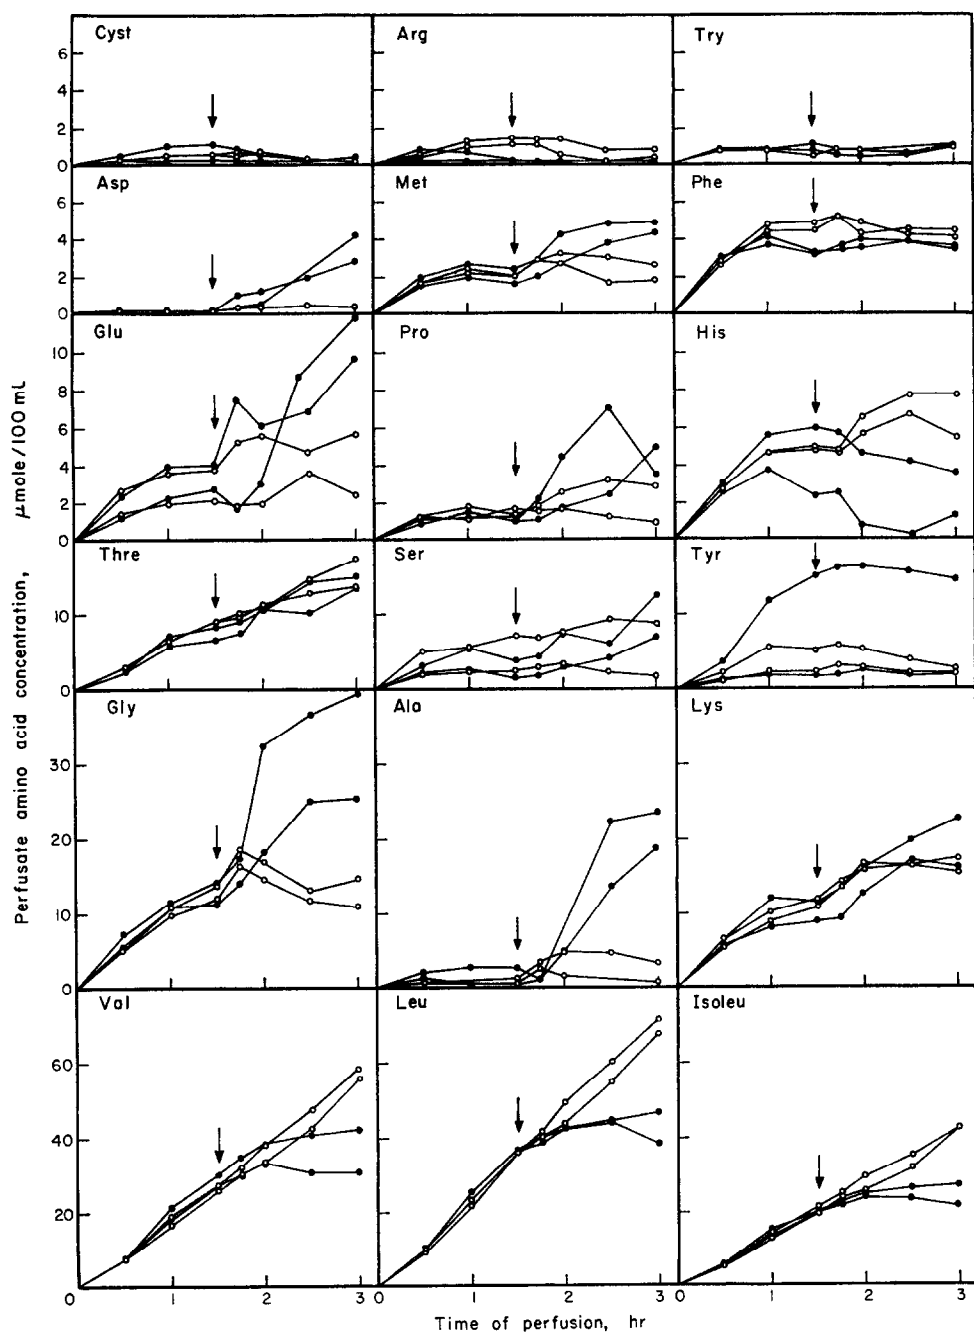 Cyst Arg Try
6
4
2
0
Asp Met Phe
6
4
2
0
Glu Pro His
10
8
6
4
2
0
Thre Ser Tyr
10
0
Gly Ala Lys
30
20
10
0
Val Leu Isoleu
60
40
20
0 1 2 3 0 1 2 3 0 1 2 3
Time of perfusion, hr
Perfusate amino acid concentration, μmole/100 mL